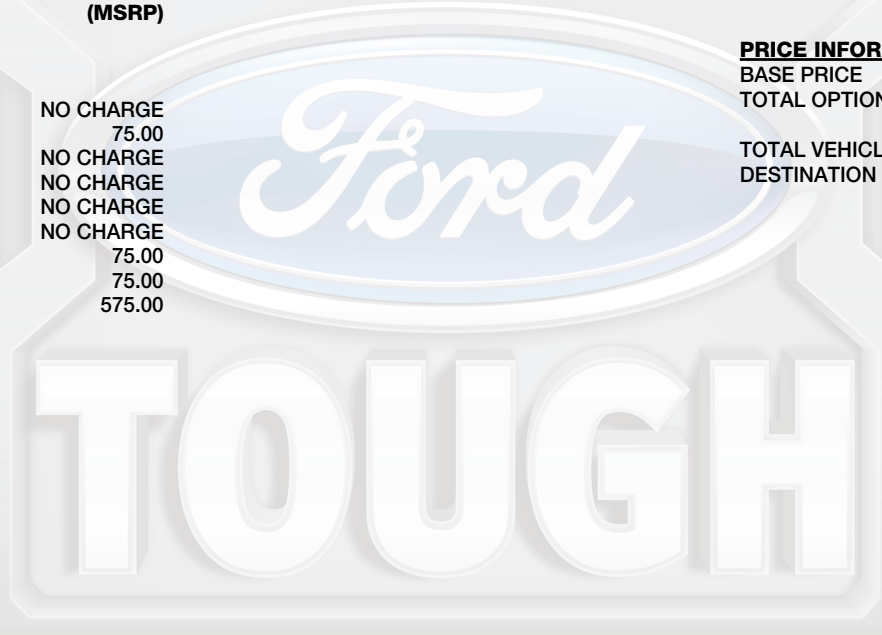 (MSRP)
NO CHARGE
75.00
NO CHARGE
NO CHARGE
NO CHARGE
NO CHARGE
75.00
75.00
575.00
PRICE INFOR
BASE PRICE
TOTAL OPTION
TOTAL VEHICL
DESTINATION
Ford
TOUGH